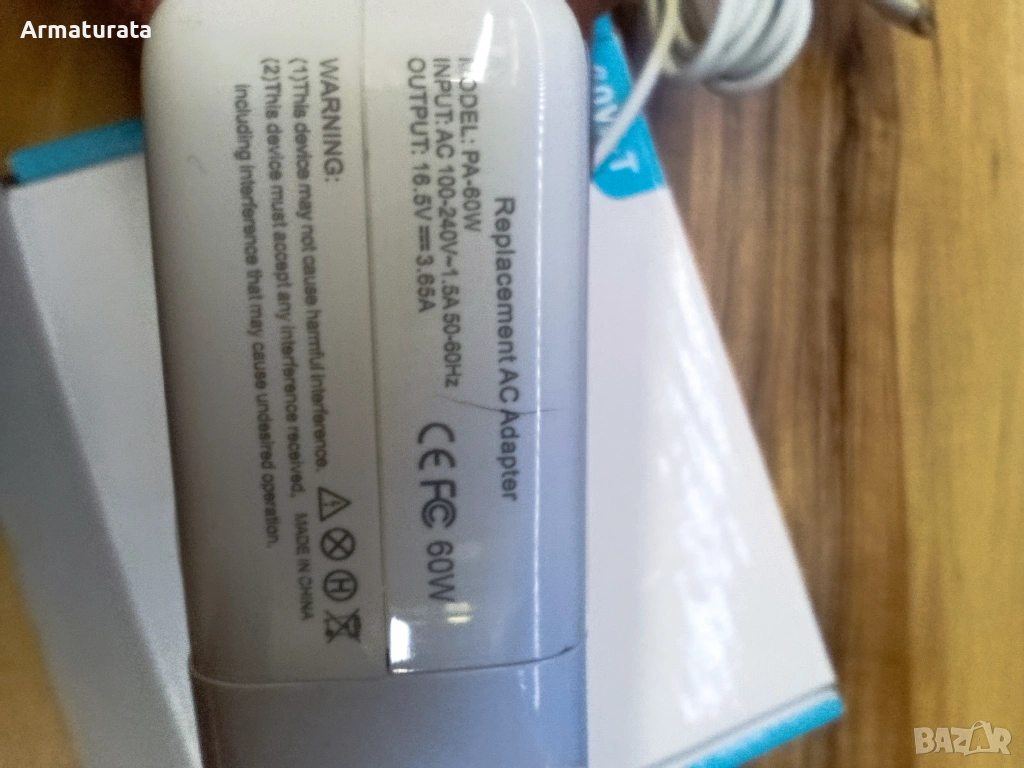 Armaturata
Replacement AC Adapter
MODEL: PA-60W
INPUT: AC 100-240V~1.5A 50-60Hz
OUTPUT: 16.5V⎓3.65A
CE FC 60W
WARNING:
(1)This device may not cause harmful interference.
(2)This device must accept any interference received,
including interference that may cause undesired operation.
MADE IN CHINA
60W T
BAZAR